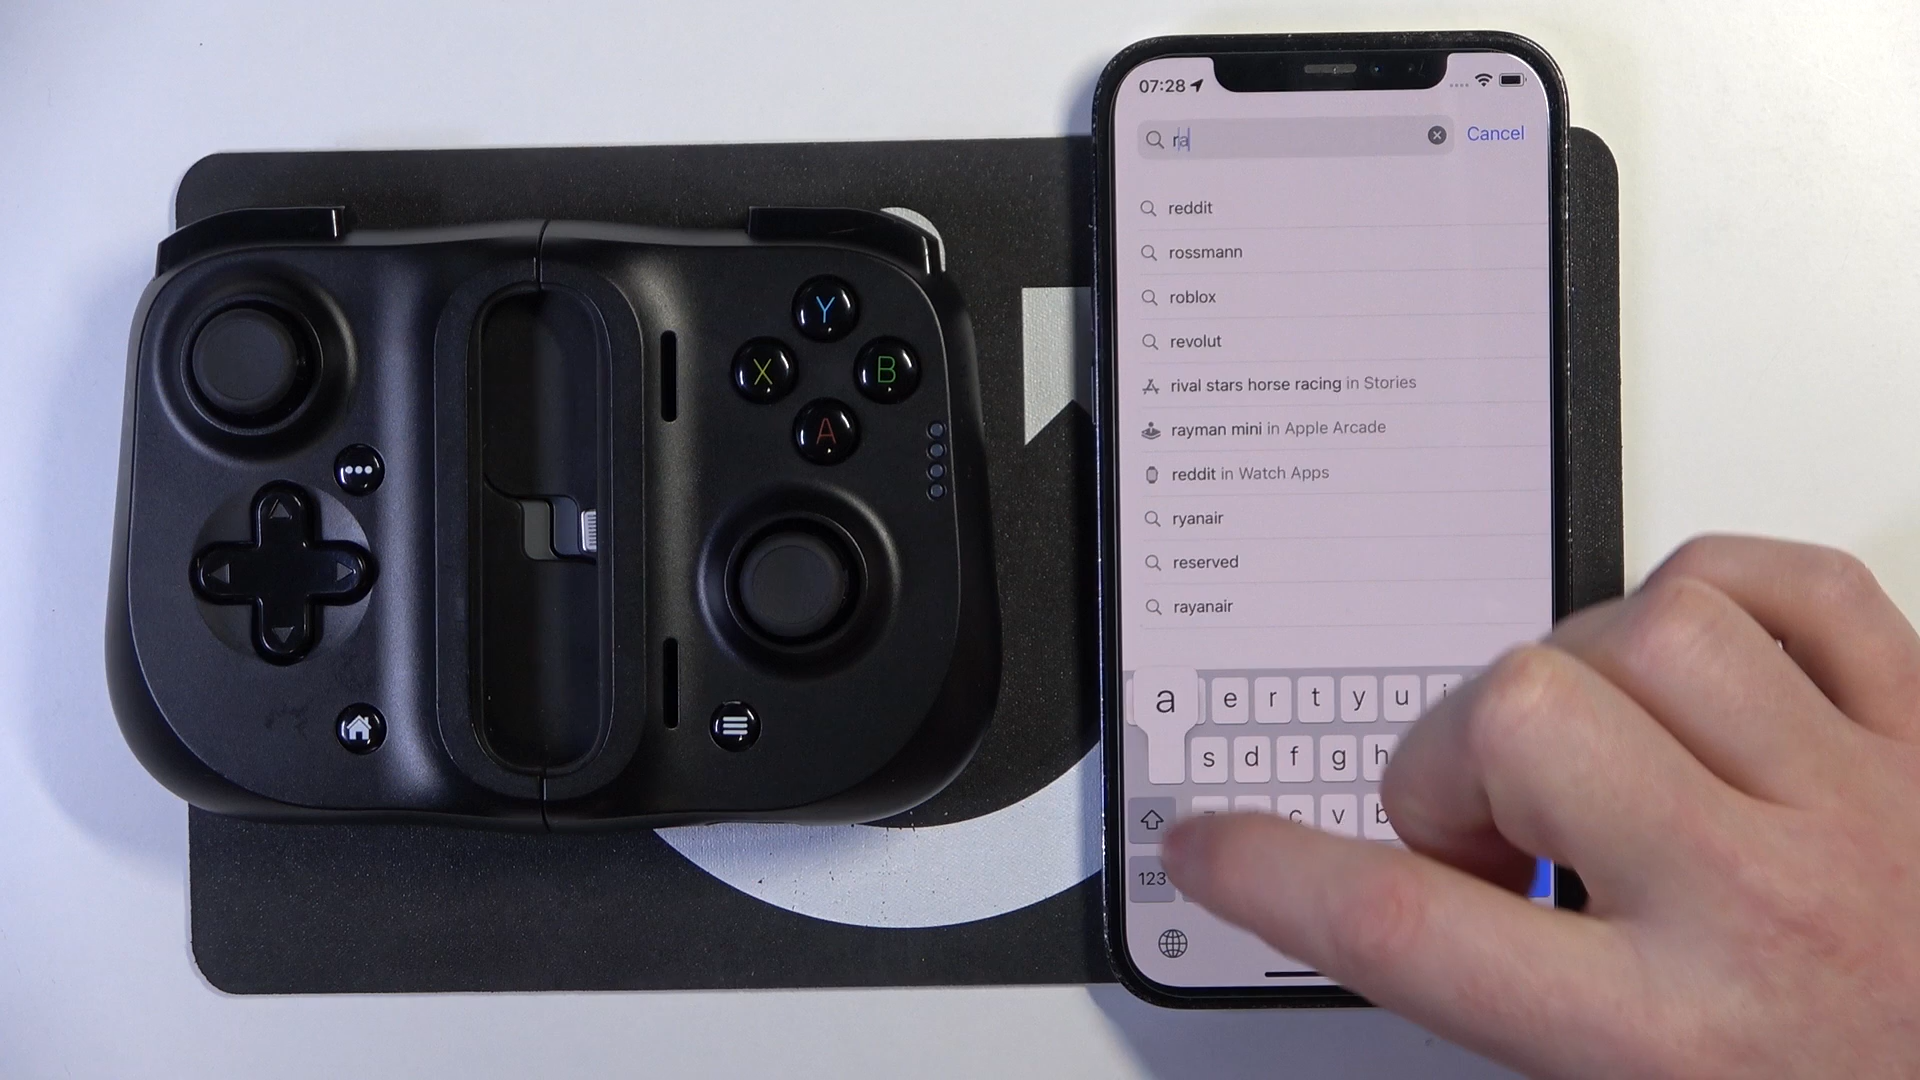 Y
X
B
A
07:28
ra
Cancel
reddit
rossmann
roblox
revolut
rival stars horse racing in Stories
rayman mini in Apple Arcade
reddit in Watch Apps
ryanair
reserved
rayanair
a e r t y u
s d f g h
c v b
123